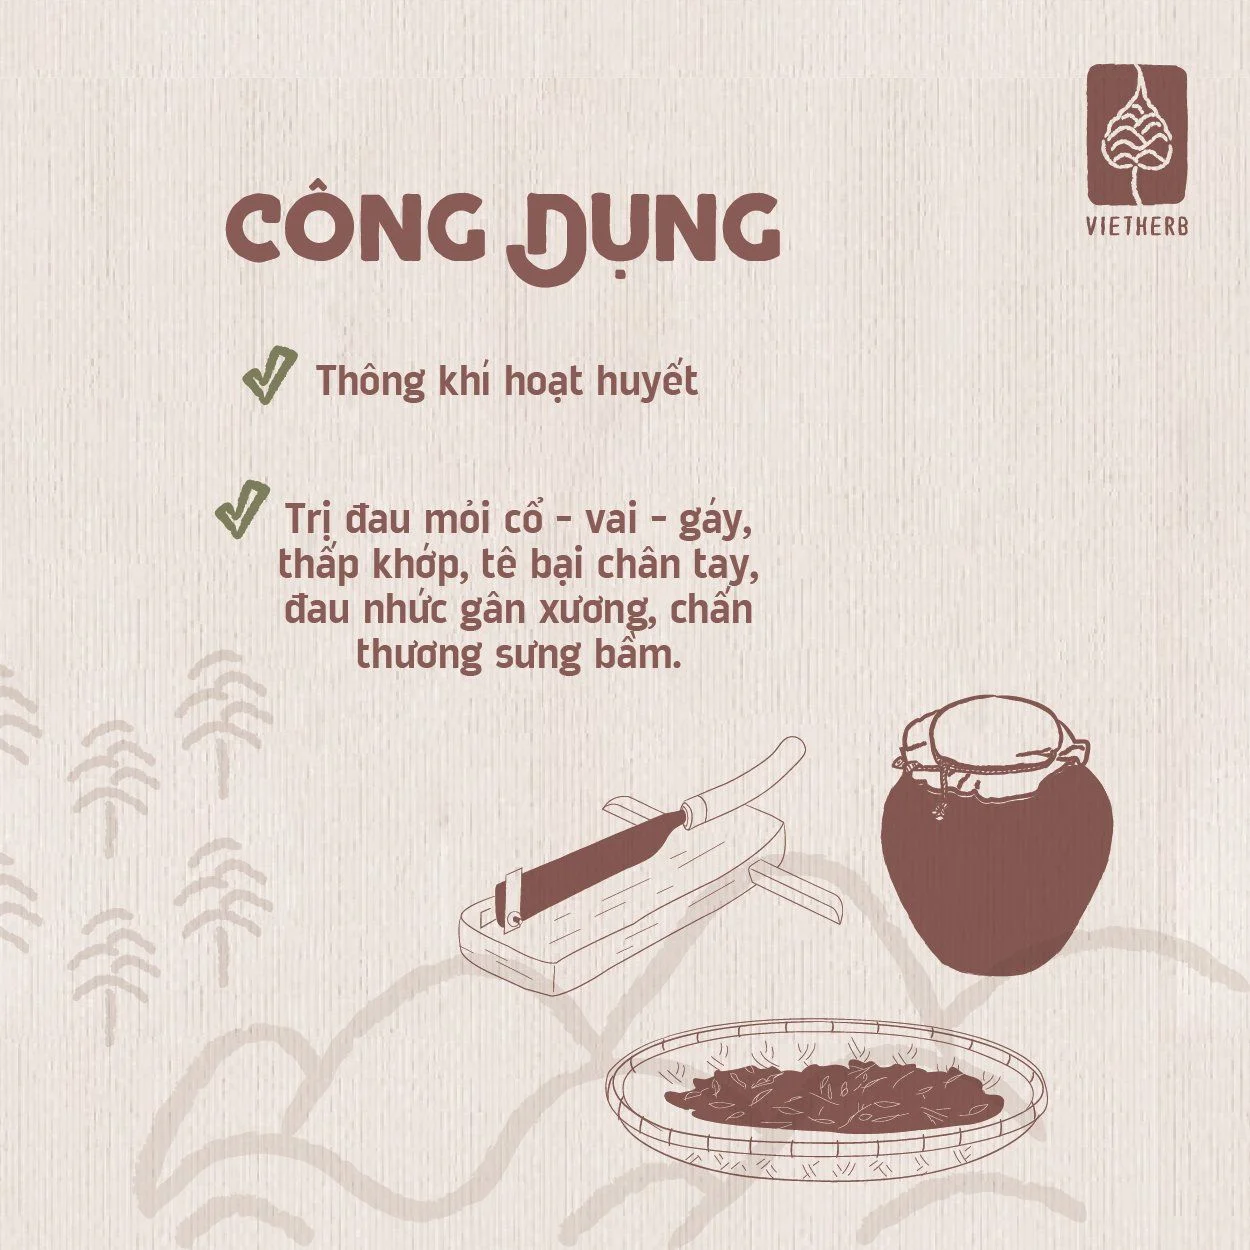 VIETHERB
CÔNG DỤNG
Thông khí hoạt huyết
Trị đau mỏi cổ - vai - gáy,
thấp khớp, tê bại chân tay,
đau nhức gân xương, chấn
thương sưng bầm.